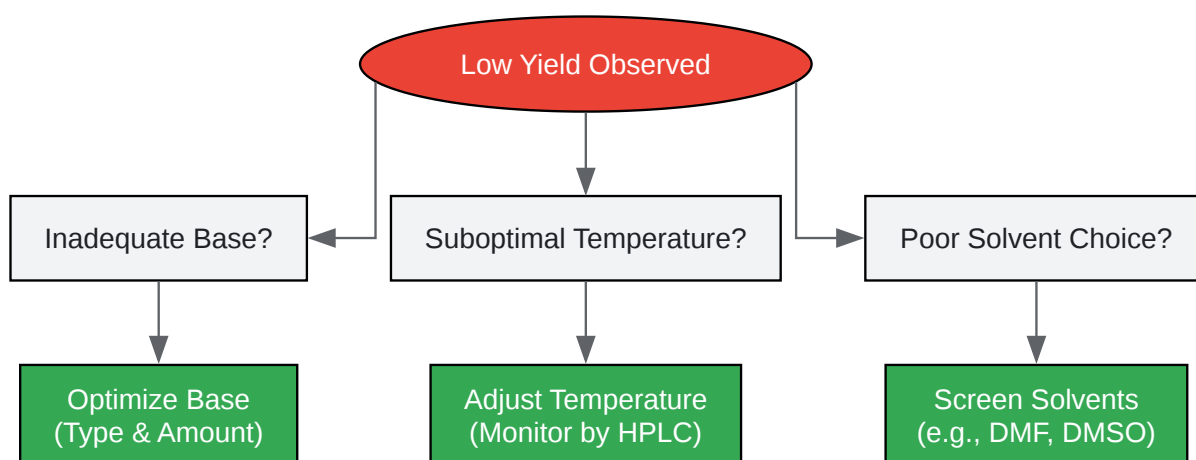 Low Yield Observed
Inadequate Base?
Suboptimal Temperature?
Poor Solvent Choice?
Optimize Base
(Type & Amount)
Adjust Temperature
(Monitor by HPLC)
Screen Solvents
(e.g., DMF, DMSO)